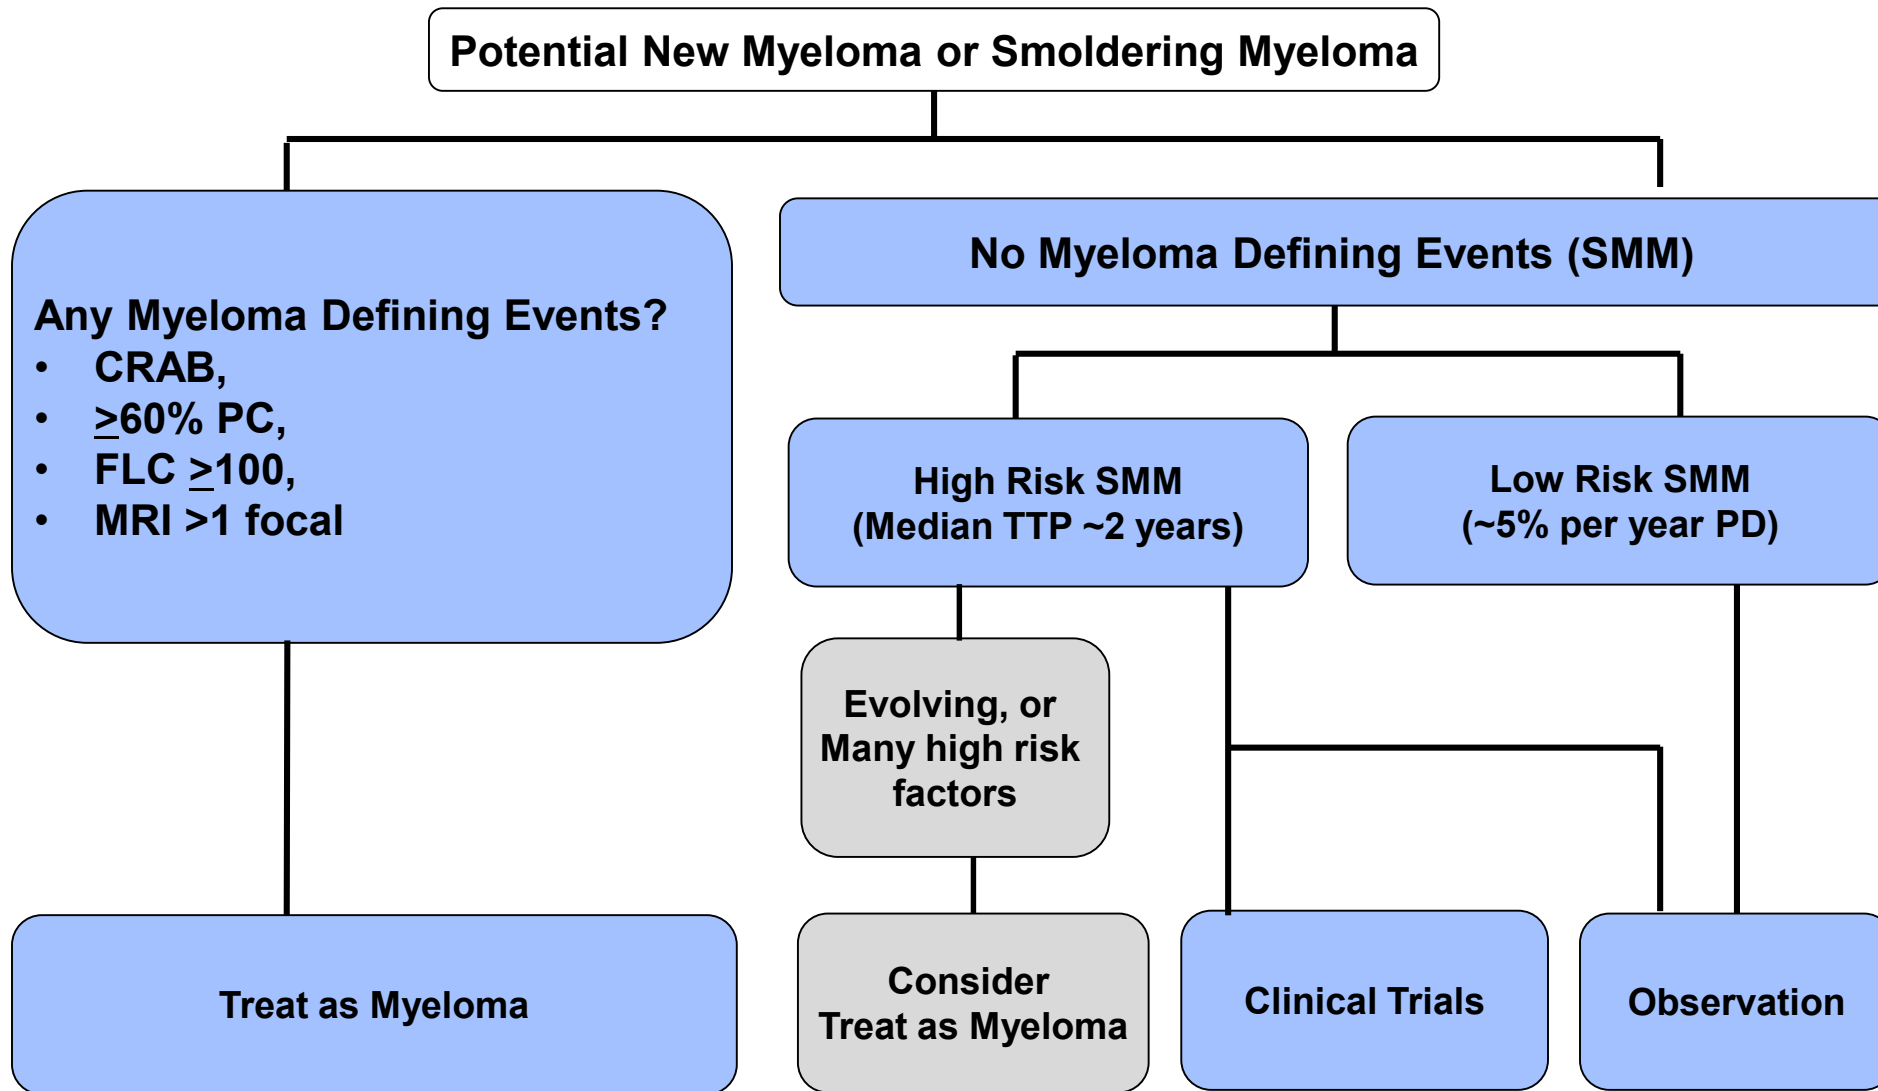 Potential New Myeloma or Smoldering Myeloma
Any Myeloma Defining Events?
• CRAB,
• ≥60% PC,
• FLC ≥100,
• MRI >1 focal
No Myeloma Defining Events (SMM)
High Risk SMM
(Median TTP ~2 years)
Low Risk SMM
(~5% per year PD)
Evolving, or
Many high risk
factors
Treat as Myeloma
Consider
Treat as Myeloma
Clinical Trials
Observation